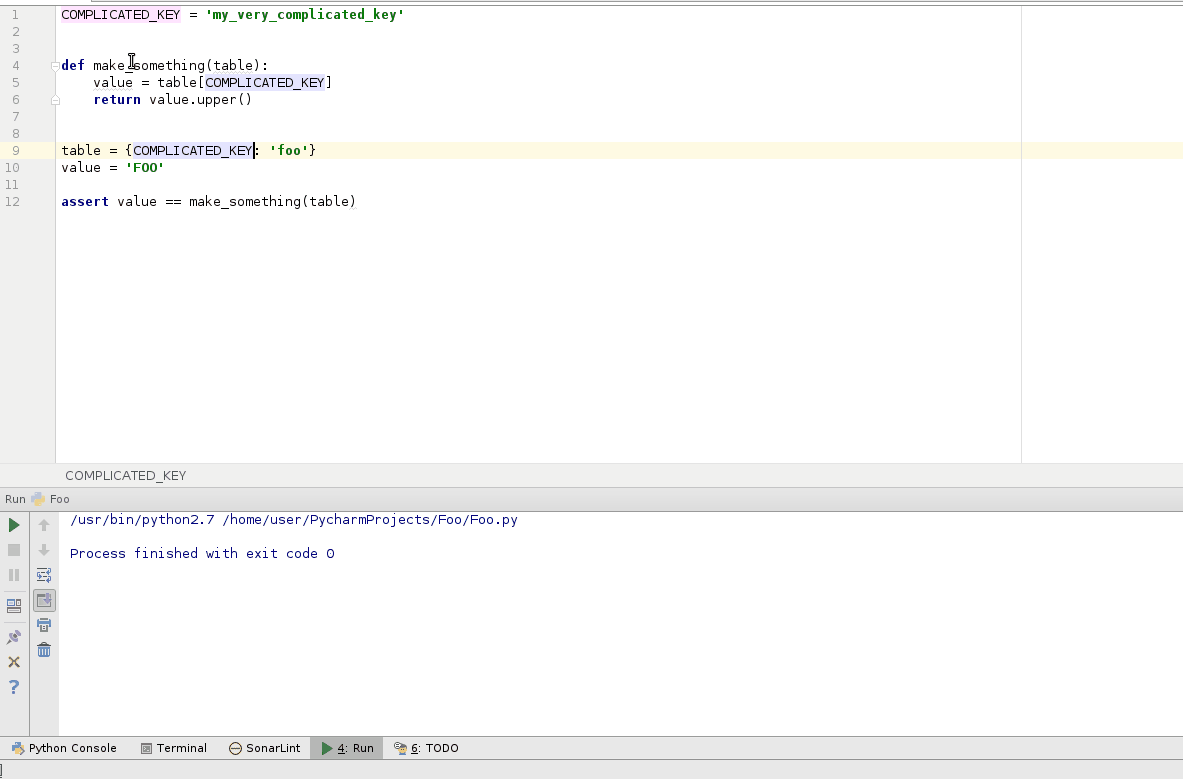 1 COMPLICATED_KEY = 'my_very_complicated_key'
2
3
4 def make_something(table):
5     value = table[COMPLICATED_KEY]
6     return value.upper()
7
8
9 table = {COMPLICATED_KEY: 'foo'}
10 value = 'FOO'
11
12 assert value == make_something(table)
COMPLICATED_KEY
Run Foo
/usr/bin/python2.7 /home/user/PycharmProjects/Foo/Foo.py
Process finished with exit code 0
Python Console Terminal SonarLint 4: Run 6: TODO